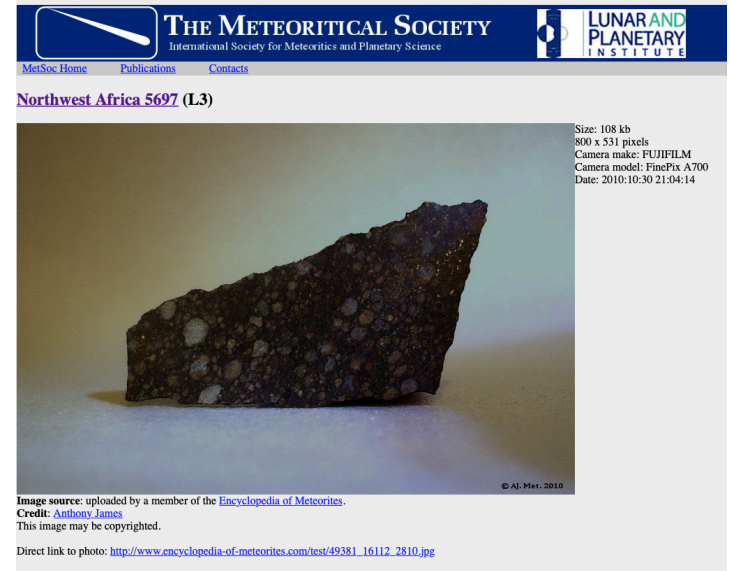 THE METEORITICAL SOCIETY
International Society for Meteoritics and Planetary Science
LUNAR AND
PLANETARY
INSTITUTE
MetSoc Home Publications Contacts
Northwest Africa 5697 (L3)
Size: 108 kb
800 x 531 pixels
Camera make: FUJIFILM
Camera model: FinePix A700
Date: 2010:10:30 21:04:14
© AJ. Met. 2010
Image source: uploaded by a member of the Encyclopedia of Meteorites.
Credit: Anthony James
This image may be copyrighted.
Direct link to photo: http://www.encyclopedia-of-meteorites.com/test/49381_16112_2810.jpg